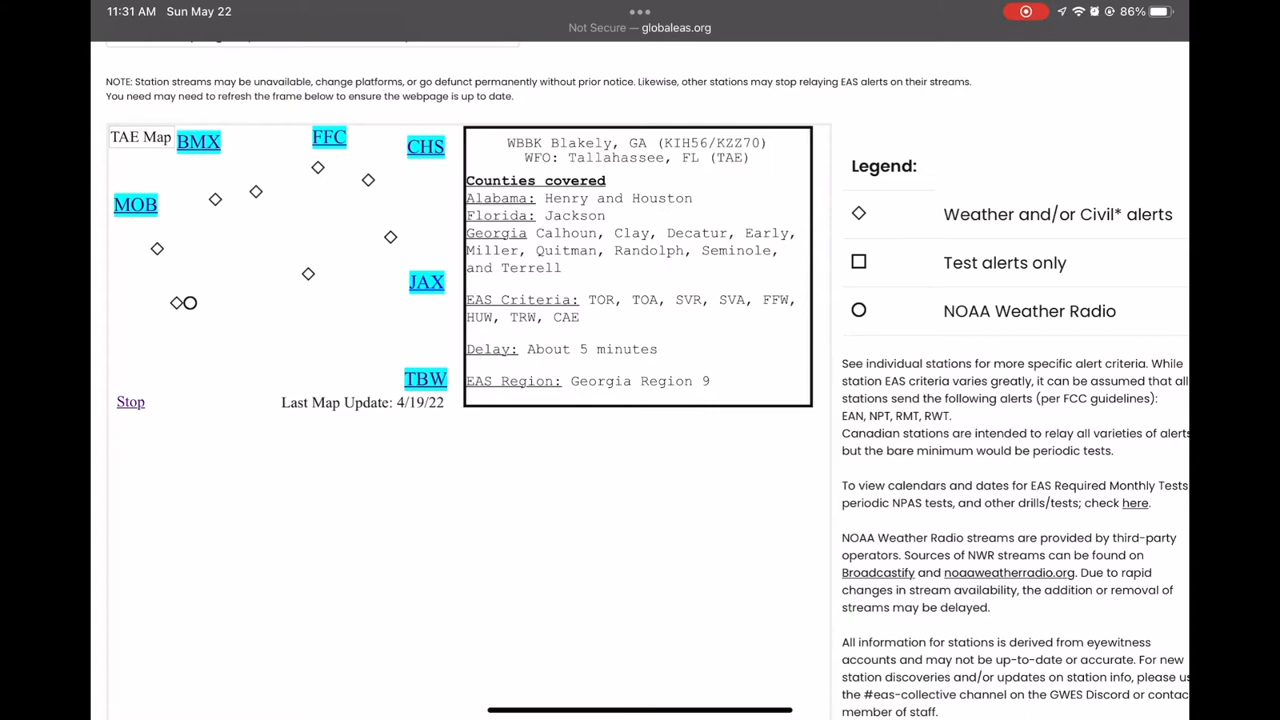 11:31 AM Sun May 22
86%
Not Secure — globaleas.org
NOTE: Station streams may be unavailable, change platforms, or go defunct permanently without prior notice. Likewise, other stations may stop relaying EAS alerts on their streams.
You need may need to refresh the frame below to ensure the webpage is up to date.
TAE Map
BMX
FFC
CHS
MOB
JAX
TBW
Stop
Last Map Update: 4/19/22
WBBK Blakely, GA (KIH56/KZZ70)
WFO: Tallahassee, FL (TAE)
Counties covered
Alabama: Henry and Houston
Florida: Jackson
Georgia Calhoun, Clay, Decatur, Early,
Miller, Quitman, Randolph, Seminole,
and Terrell
EAS Criteria: TOR, TOA, SVR, SVA, FFW,
HUW, TRW, CAE
Delay: About 5 minutes
EAS Region: Georgia Region 9
Legend:
Weather and/or Civil* alerts
Test alerts only
NOAA Weather Radio
See individual stations for more specific alert criteria. While
station EAS criteria varies greatly, it can be assumed that all
stations send the following alerts (per FCC guidelines):
EAN, NPT, RMT, RWT.
Canadian stations are intended to relay all varieties of alerts
but the bare minimum would be periodic tests.
To view calendars and dates for EAS Required Monthly Tests
periodic NPAS tests, and other drills/tests; check here.
NOAA Weather Radio streams are provided by third-party
operators. Sources of NWR streams can be found on
Broadcastify and noaaweatherradio.org. Due to rapid
changes in stream availability, the addition or removal of
streams may be delayed.
All information for stations is derived from eyewitness
accounts and may not be up-to-date or accurate. For new
station discoveries and/or updates on station info, please
the #eas-collective channel on the GWES Discord or
member of staff.